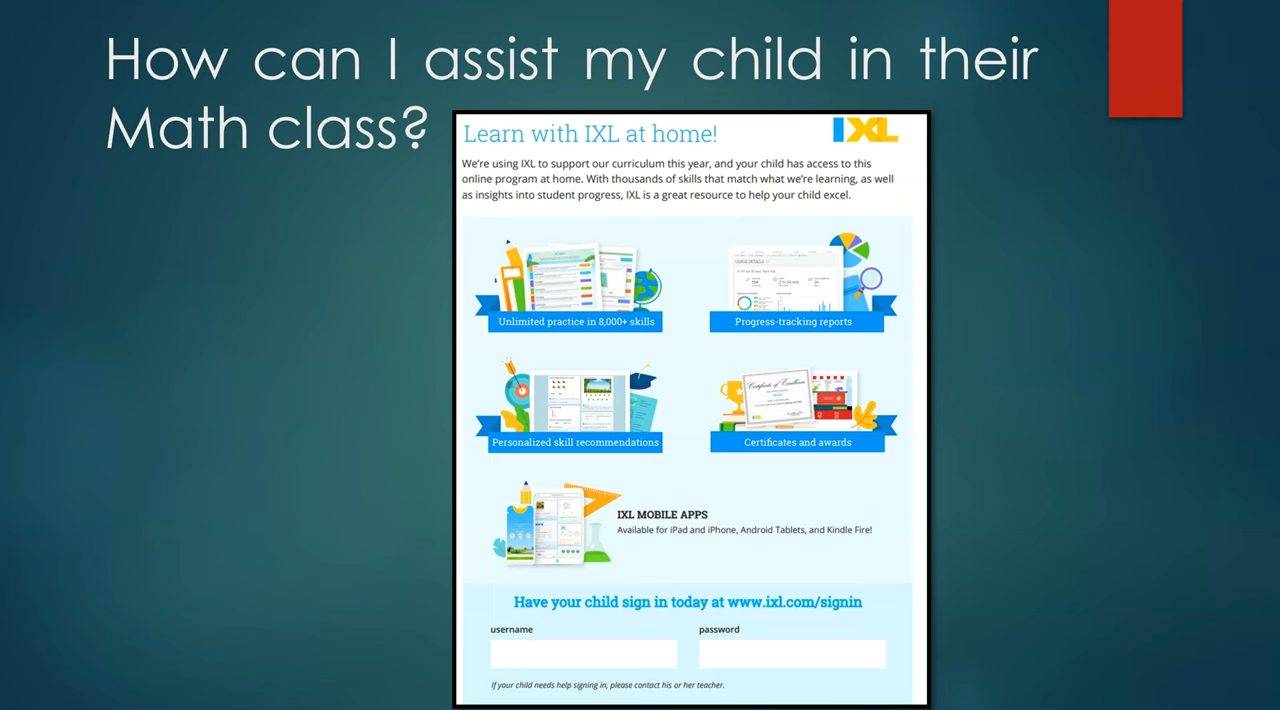 How can I assist my child in their
Math class?
Learn with IXL at home!
IXL
We're using IXL to support our curriculum this year, and your child has access to this
online program at home. With thousands of skills that match what we're learning, as well
as insights into student progress, IXL is a great resource to help your child excel.
Unlimited practice in 8,000+ skills
Progress-tracking reports
Certificate of Excellence
Personalized skill recommendations
Certificates and awards
IXL MOBILE APPS
Available for iPad and iPhone, Android Tablets, and Kindle Fire!
Have your child sign in today at www.ixl.com/signin
username
password
If your child needs help signing in, please contact his or her teacher.